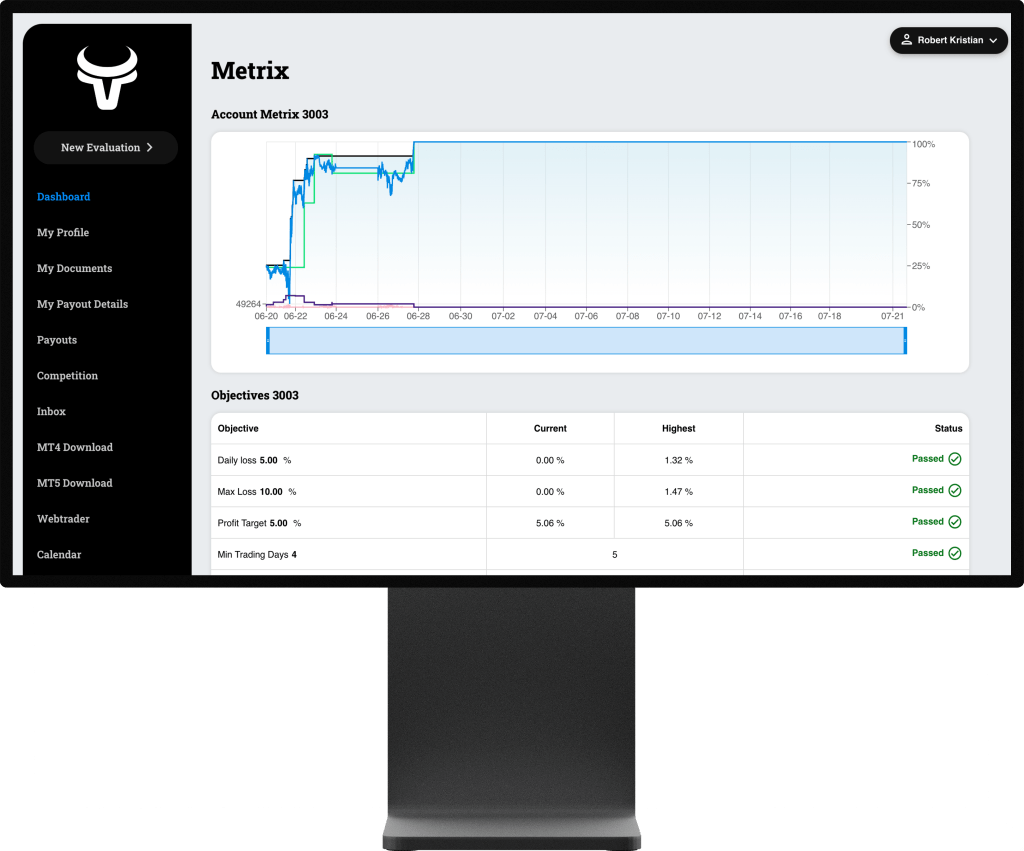 Robert Kristian
Metrix
Account Metrix 3003
New Evaluation
Dashboard
My Profile
My Documents
My Payout Details
Payouts
Competition
Inbox
MT4 Download
MT5 Download
Webtrader
Calendar
100%
75%
50%
25%
0%
49264
06-20 06-22 06-24 06-26 06-28 06-30 07-02 07-04 07-06 07-08 07-10 07-12 07-14 07-16 07-18 07-21
Objectives 3003
Objective Current Highest Status
Daily loss 5.00 % 0.00 % 1.32 % Passed
Max Loss 10.00 % 0.00 % 1.47 % Passed
Profit Target 5.00 % 5.06 % 5.06 % Passed
Min Trading Days 4 5 Passed